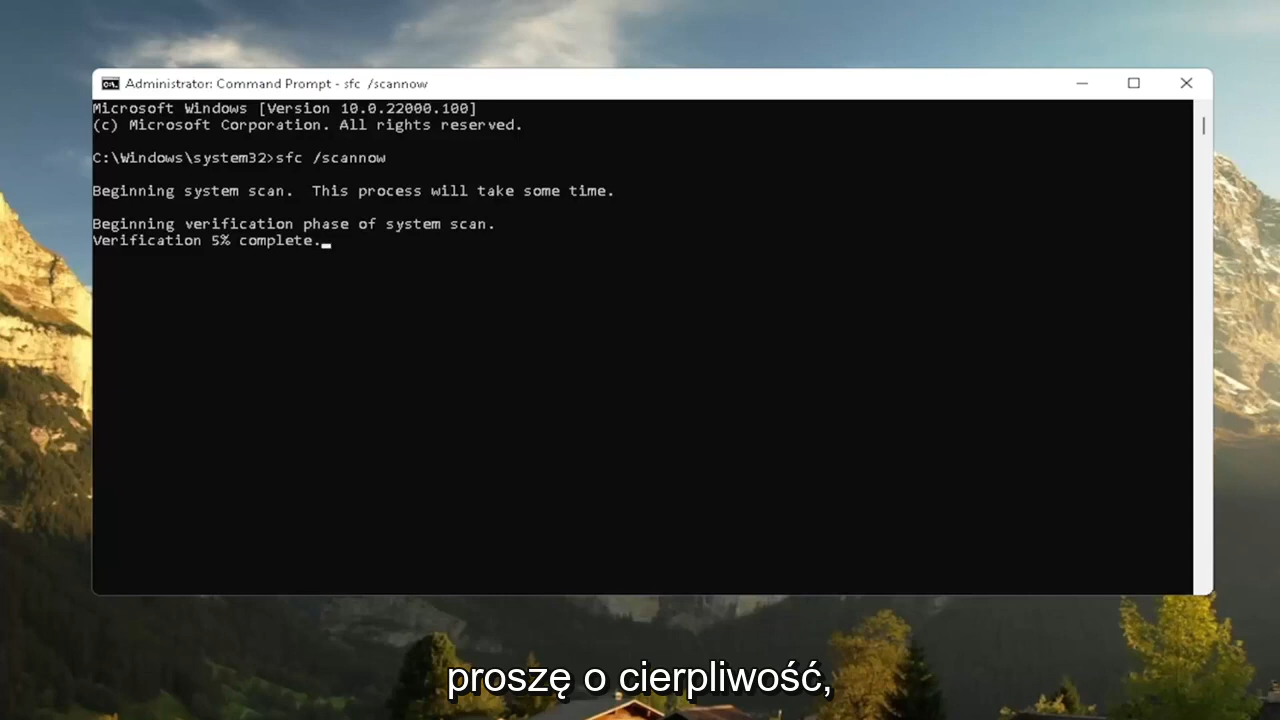 Administrator: Command Prompt - sfc /scannow
Microsoft Windows [Version 10.0.22000.100]
(c) Microsoft Corporation. All rights reserved.
C:\Windows\system32>sfc /scannow
Beginning system scan.  This process will take some time.
Beginning verification phase of system scan.
Verification 5% complete.
proszę o cierpliwość,